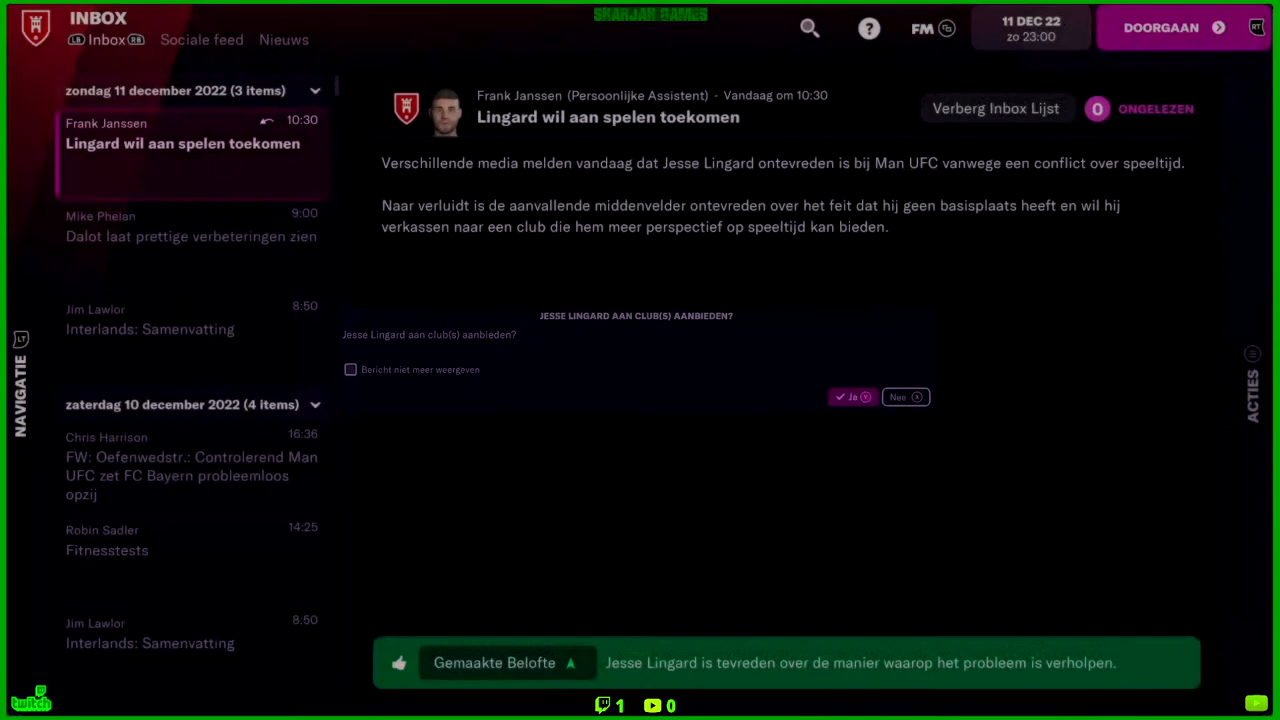 SKARJAN GAMES
INBOX
LB Inbox RB Sociale feed Nieuws
FM
11 DEC 22
zo 23:00
DOORGAAN
RT
zondag 11 december 2022 (3 items)
Frank Janssen 10:30
Lingard wil aan spelen toekomen
Mike Phelan 9:00
Dalot laat prettige verbeteringen zien
Jim Lawlor 8:50
Interlands: Samenvatting
zaterdag 10 december 2022 (4 items)
Chris Harrison 16:36
FW: Oefenwedstr.: Controlerend Man
UFC zet FC Bayern probleemloos
opzij
Robin Sadler 14:25
Fitnesstests
Jim Lawlor 8:50
Interlands: Samenvatting
LT
NAVIGATIE
Frank Janssen (Persoonlijke Assistent) - Vandaag om 10:30
Lingard wil aan spelen toekomen
Verberg Inbox Lijst
0 ONGELEZEN
Verschillende media melden vandaag dat Jesse Lingard ontevreden is bij Man UFC vanwege een conflict over speeltijd.
Naar verluidt is de aanvallende middenvelder ontevreden over het feit dat hij geen basisplaats heeft en wil hij
verkassen naar een club die hem meer perspectief op speeltijd kan bieden.
JESSE LINGARD AAN CLUB(S) AANBIEDEN?
Jesse Lingard aan club(s) aanbieden?
Bericht niet meer weergeven
Ja Y Nee X
ACTIES
Gemaakte Belofte Jesse Lingard is tevreden over de manier waarop het probleem is verholpen.
twitch
1 0